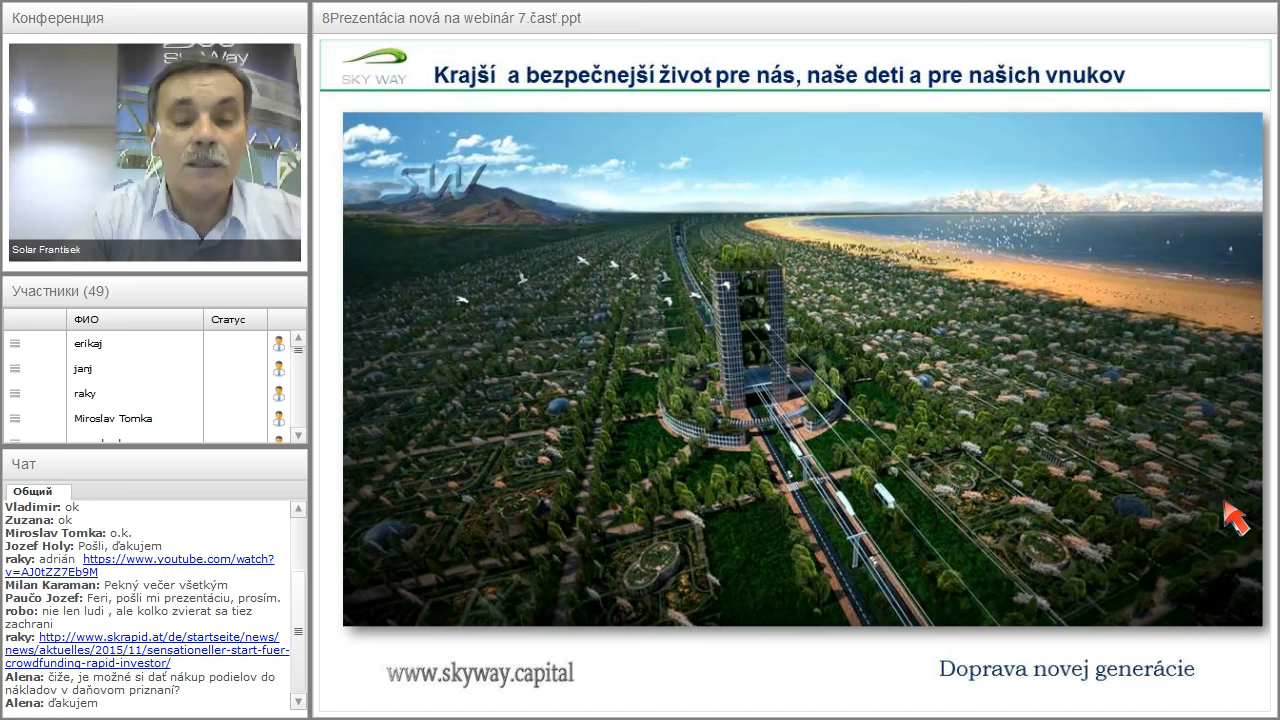 Конференция
Sky Way
Solar Frantisek
Участники (49)
ФИО
Статус
erikaj
janj
raky
Miroslav Tomka
Чат
Общий
Vladimir: ok
Zuzana: ok
Miroslav Tomka: o.k.
Jozef Holy: Pošli, ďakujem
raky: adrián https://www.youtube.com/watch?
v=AJ0tZZ7Eb9M
Milan Karaman: Pekný večer všetkým
Paučo Jozef: Feri, pošli mi prezentáciu, prosím.
robo: nie len ludi , ale kolko zvierat sa tiez
zachrani
raky: http://www.skrapid.at/de/startseite/news/
news/aktuelles/2015/11/sensationeller-start-fuer-
crowdfunding-rapid-investor/
Alena: čiže, je možné si dať nákup podielov do
nákladov v daňovom priznaní?
Alena: ďakujem
8Prezentácia nová na webinár 7.časť.ppt
SKY WAY
Krajší a bezpečnejší život pre nás, naše deti a pre našich vnukov
SW
www.skyway.capital
Doprava novej generácie